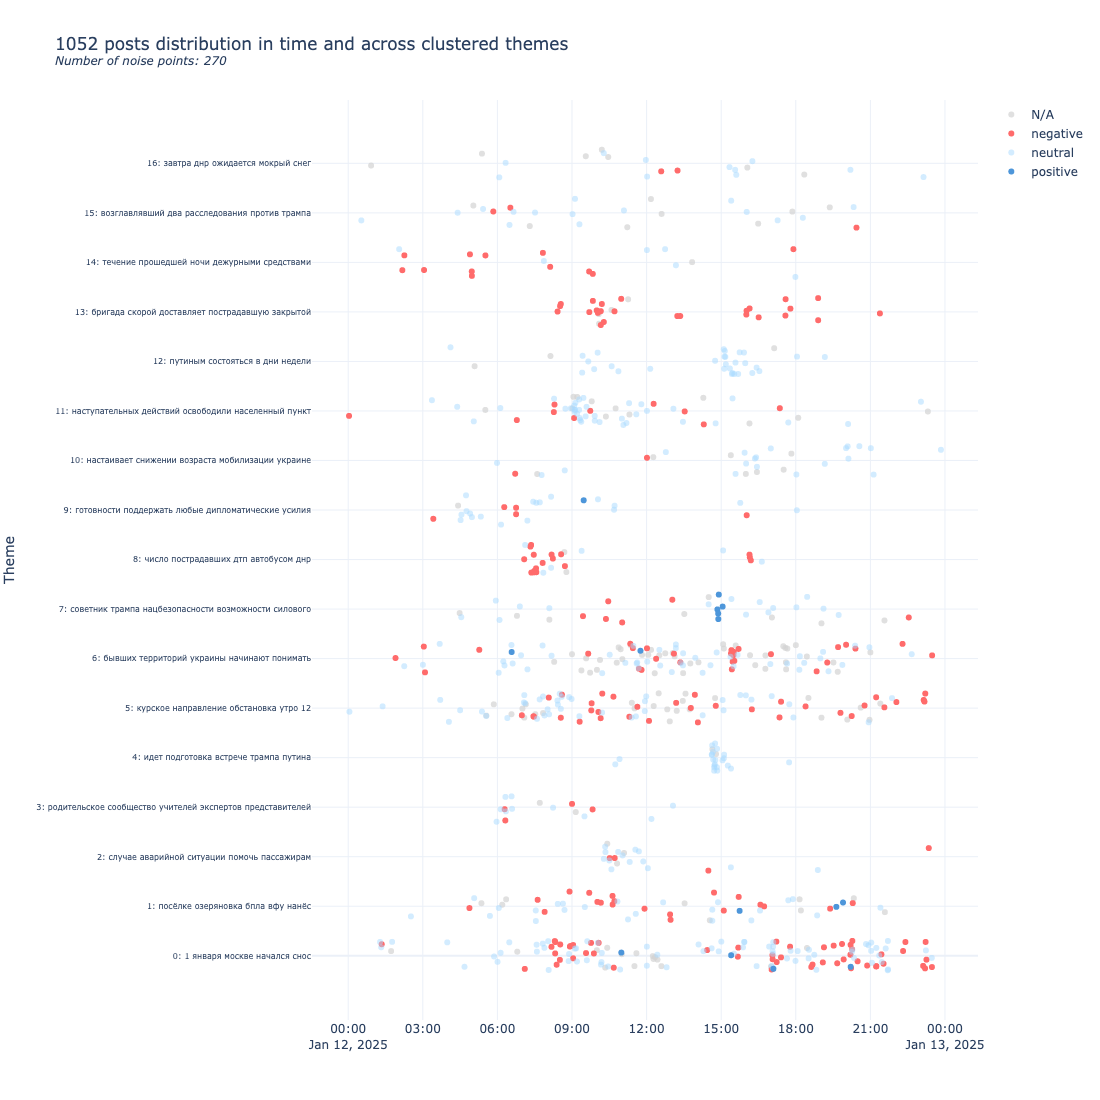 1052 posts distribution in time and across clustered themes
Number of noise points: 270
N/A
negative
neutral
positive
Theme
16: завтра днр ожидается мокрый снег
15: возглавлявший два расследования против трампа
14: течение прошедшей ночи дежурными средствами
13: бригада скорой доставляет пострадавшую закрытой
12: путиным состояться в дни недели
11: наступательных действий освободили населенный пункт
10: настаивает снижении возраста мобилизации украине
9: готовности поддержать любые дипломатические усилия
8: число пострадавших дтп автобусом днр
7: советник трампа нацбезопасности возможности силового
6: бывших территорий украины начинают понимать
5: курское направление обстановка утро 12
4: идет подготовка встрече трампа путина
3: родительское сообщество учителей экспертов представителей
2: случае аварийной ситуации помочь пассажирам
1: посёлке озеряновка бпла вфу нанёс
0: 1 января москве начался снос
00:00 03:00 06:00 09:00 12:00 15:00 18:00 21:00 00:00
Jan 12, 2025 Jan 13, 2025